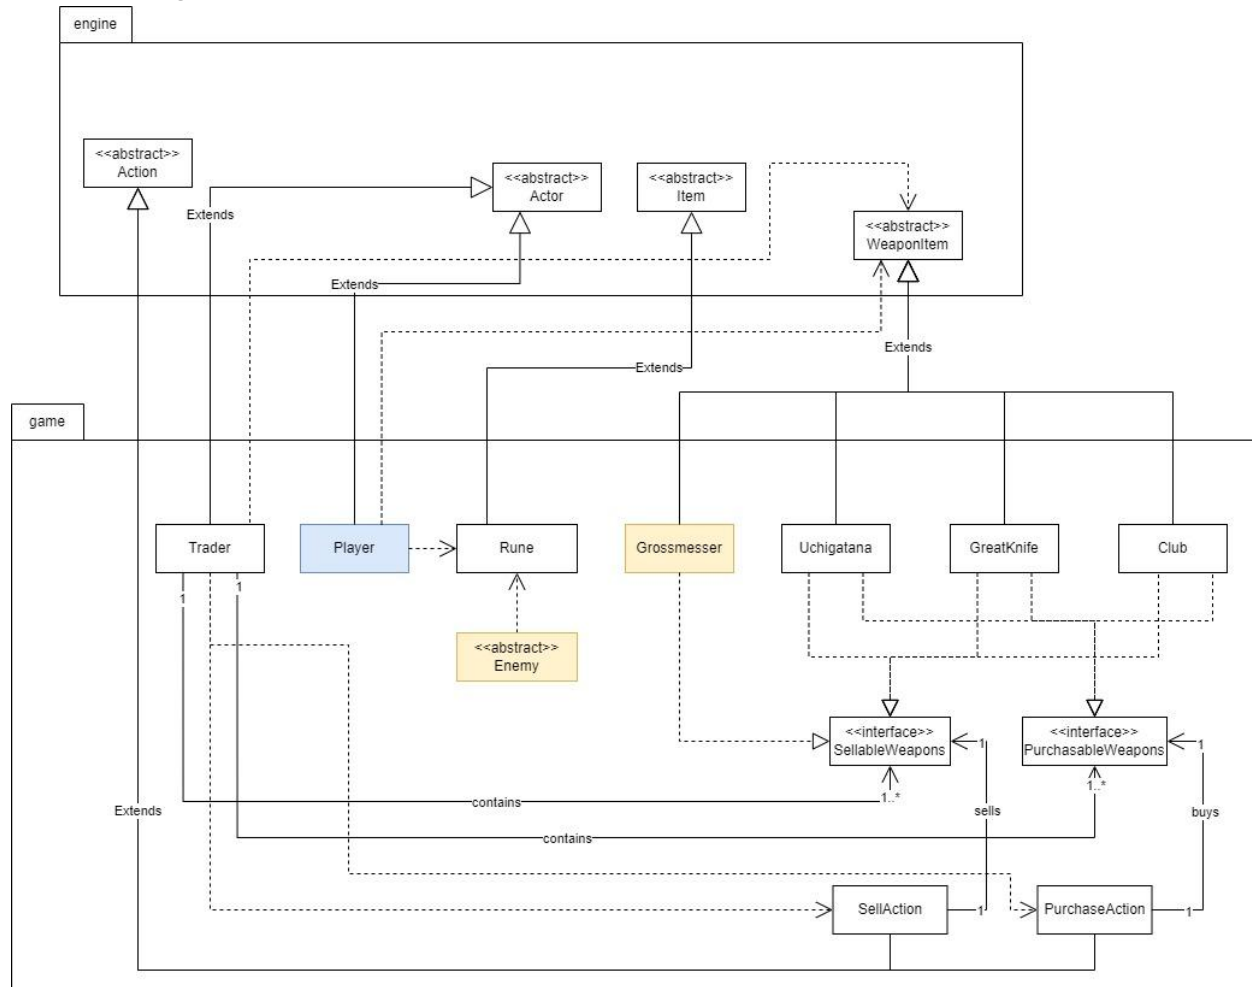 engine
<<abstract>>
Action
<<abstract>>
Actor
<<abstract>>
Item
<<abstract>>
WeaponItem
Extends
Extends
Extends
Extends
game
Trader
Player
Rune
Grossmesser
Uchigatana
GreatKnife
Club
1
1
<<abstract>>
Enemy
<<interface>>
SellableWeapons
<<interface>>
PurchasableWeapons
1
1
1..*
1..*
contains
Extends
sells
buys
contains
SellAction
1
PurchaseAction
1